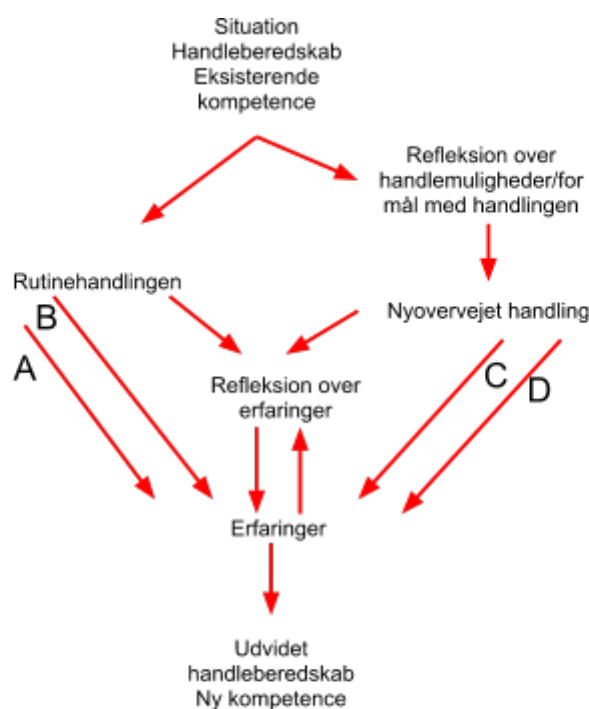 Situation
Handleberedskab
Eksisterende
kompetence
Refleksion over
handlemuligheder/for
mål med handlingen
Rutinehandlingen
Nyovervejet handling
B
A
C
D
Refleksion over
erfaringer
Erfaringer
Udvidet
handleberedskab
Ny kompetence